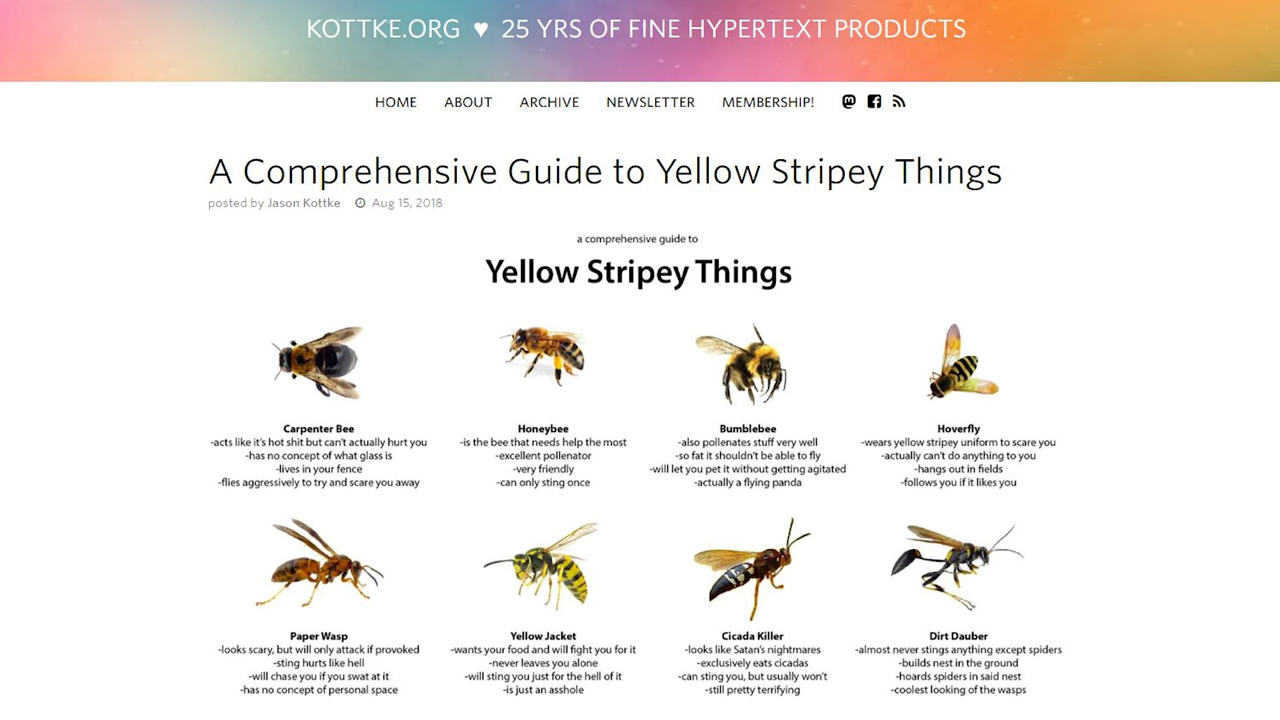 KOTTKE.ORG ♥ 25 YRS OF FINE HYPERTEXT PRODUCTS
HOME ABOUT ARCHIVE NEWSLETTER MEMBERSHIP!
A Comprehensive Guide to Yellow Stripey Things
posted by Jason Kottke Aug 15, 2018
a comprehensive guide to
Yellow Stripey Things
Carpenter Bee
-acts like it's hot shit but can't actually hurt you
-has no concept of what glass is
-lives in your fence
-flies aggressively to try and scare you away
Honeybee
-is the bee that needs help the most
-excellent pollenator
-very friendly
-can only sting once
Bumblebee
-also pollenates stuff very well
-so fat it shouldn't be able to fly
-will let you pet it without getting agitated
-actually a flying panda
Hoverfly
-wears yellow stripey uniform to scare you
-actually can't do anything to you
-hangs out in fields
-follows you if it likes you
Paper Wasp
-looks scary, but will only attack if provoked
-sting hurts like hell
-will chase you if you swat at it
-has no concept of personal space
Yellow Jacket
-wants your food and will fight you for it
-never leaves you alone
-will sting you just for the hell of it
-is just an asshole
Cicada Killer
-looks like Satan's nightmares
-exclusively eats cicadas
-can sting you, but usually won't
-still pretty terrifying
Dirt Dauber
-almost never stings anything except spiders
-builds nest in the ground
-hoards spiders in said nest
-coolest looking of the wasps